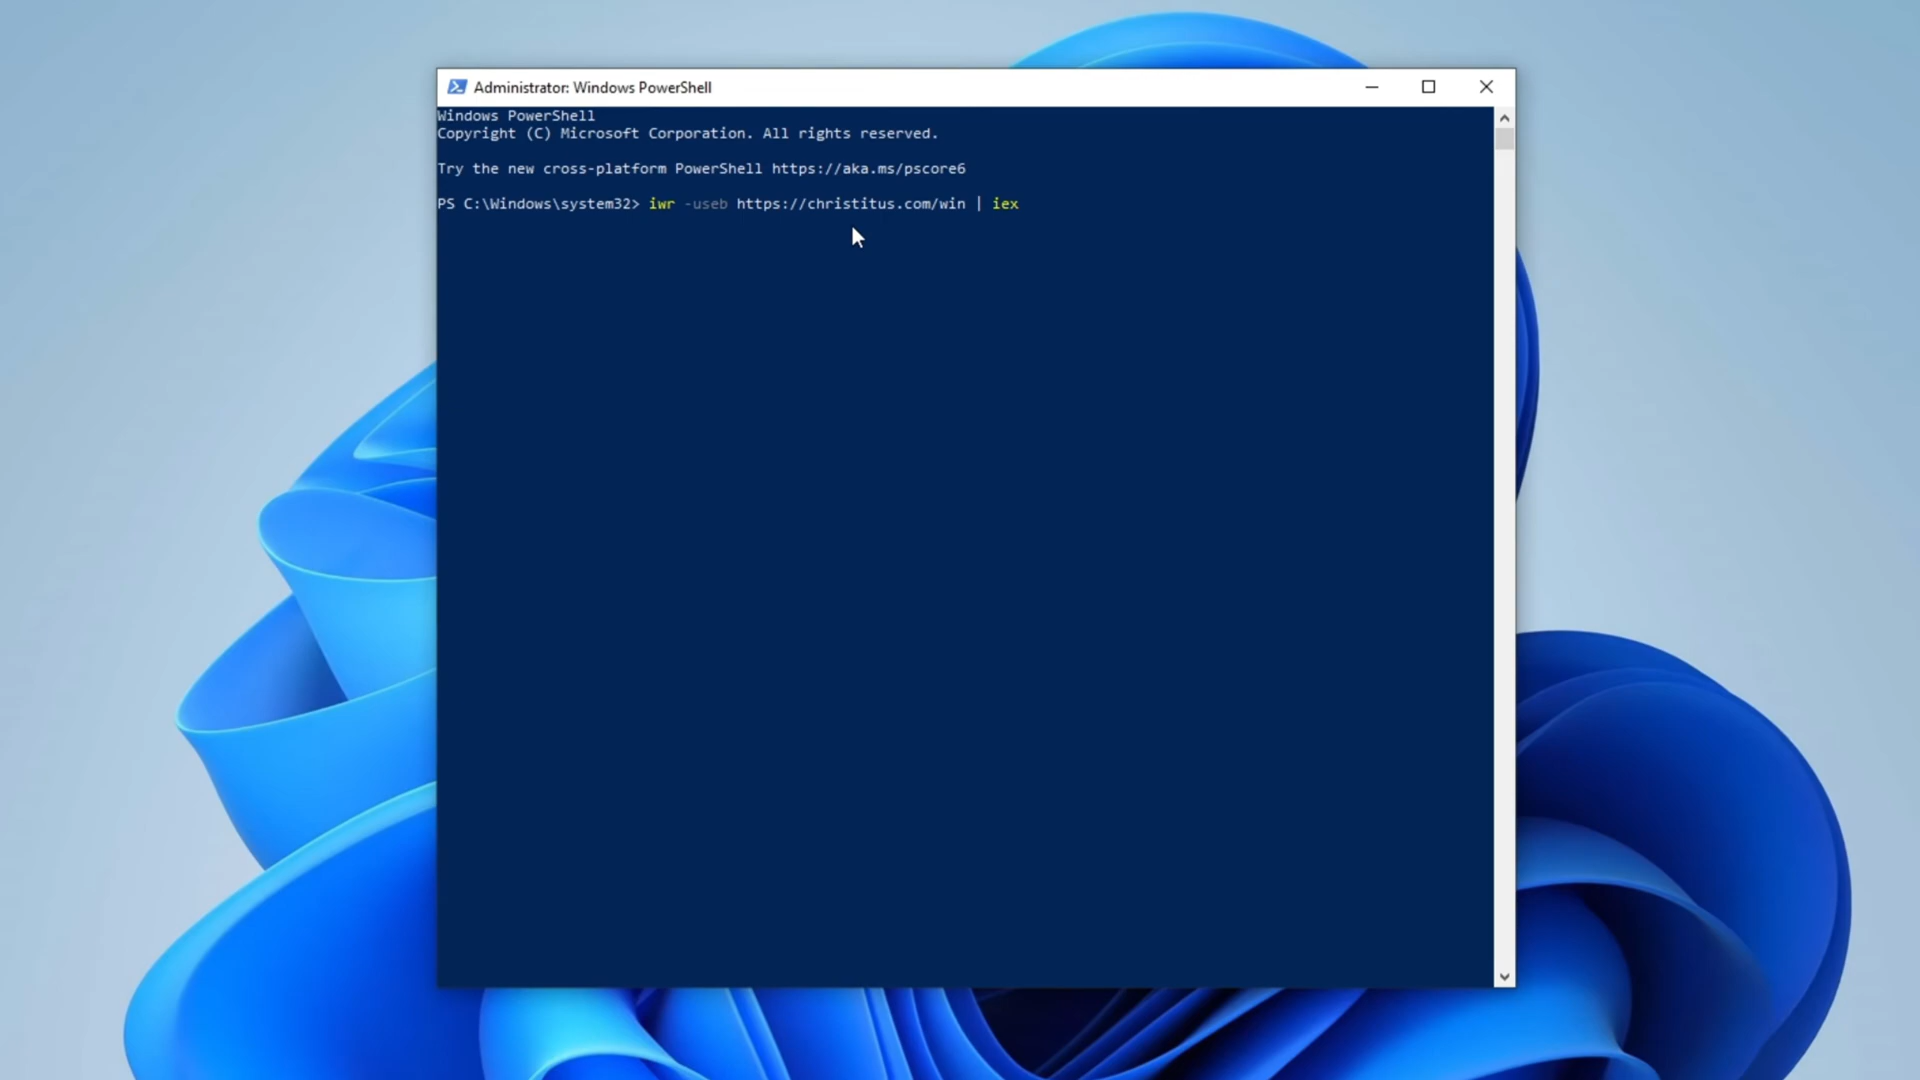 Administrator: Windows PowerShell
Windows PowerShell
Copyright (C) Microsoft Corporation. All rights reserved.
Try the new cross-platform PowerShell https://aka.ms/pscore6
PS C:\Windows\system32> iwr -useb https://christitus.com/win | iex